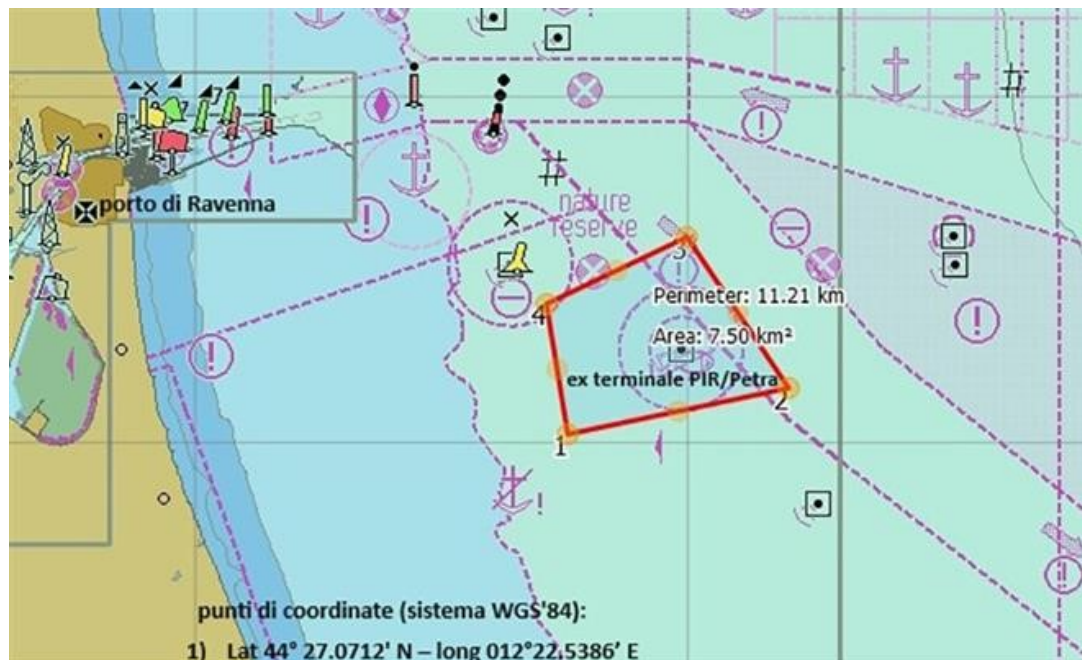 porto di Ravenna
nature
reserve
3
Perimeter: 11.21 km
4
Area: 7.50 km²
ex terminale PIR/Petra
2
1
punti di coordinate (sistema WGS'84):
1) Lat 44° 27.0712' N – long 012°22.5386’ E